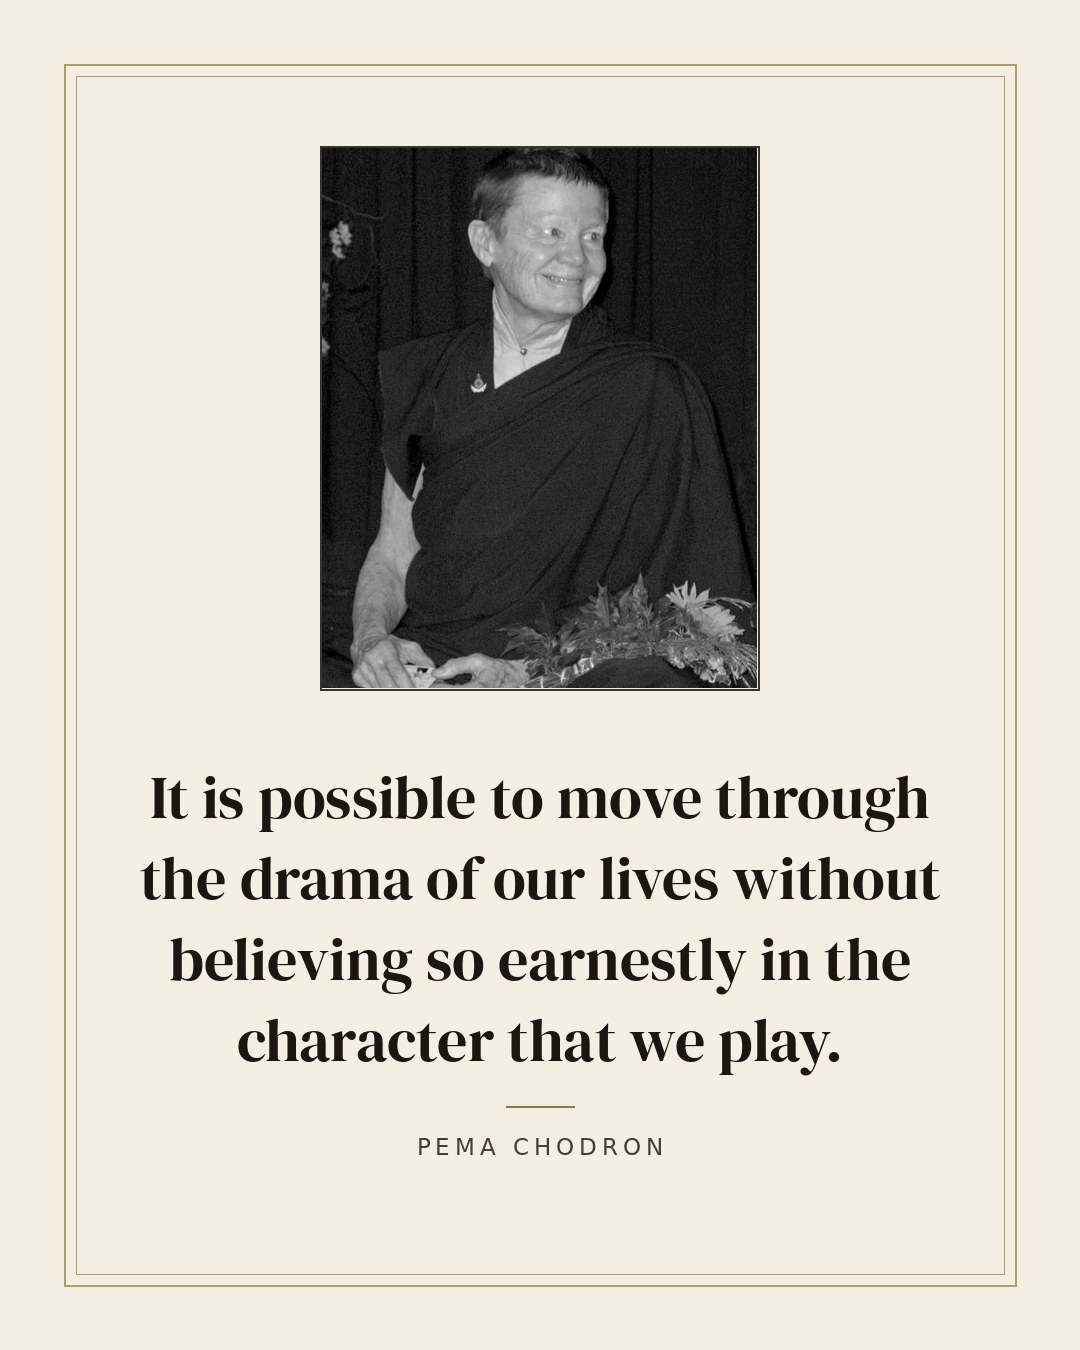 It is possible to move through
the drama of our lives without
believing so earnestly in the
character that we play.
PEMA CHODRON